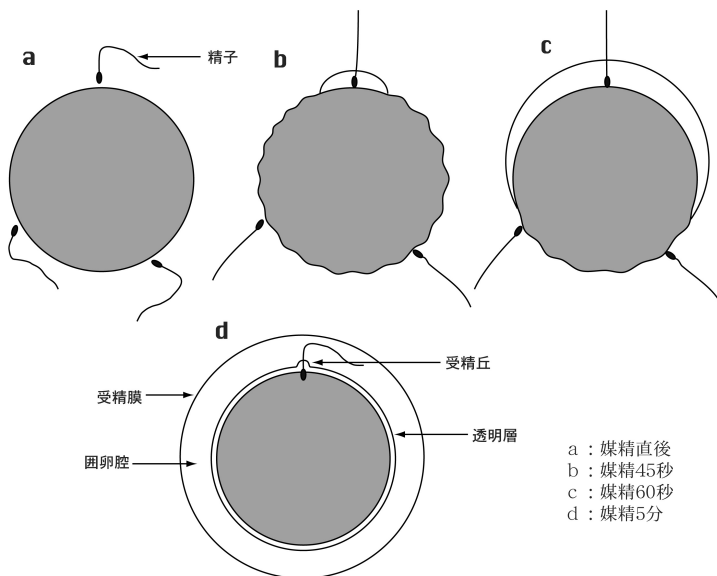 a
精子
b
c
d
受精丘
受精膜
透明層
囲卵腔
a：媒精直後
b：媒精45秒
c：媒精60秒
d：媒精5分